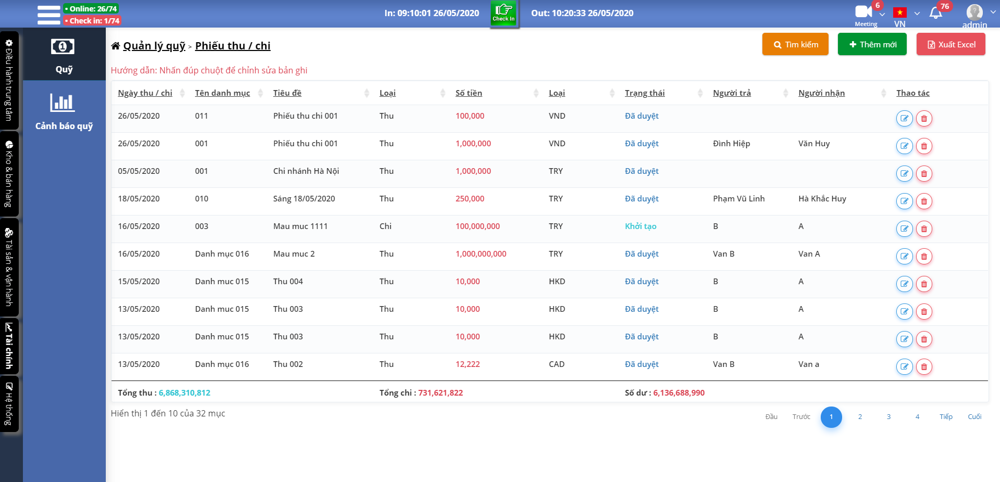 • Online: 26/74
• Check in: 1/74
In: 09:10:01 26/05/2020
Check In
Out: 10:20:33 26/05/2020
6
Meeting
VN
76
admin
Điều hành trung tâm
Kho & bán hàng
Tài sản & vận hành
Tài chính
Hệ thống
1
Quỹ
Cảnh báo quỹ
Quản lý quỹ > Phiếu thu / chi
Tìm kiếm
Thêm mới
Xuất Excel
Hướng dẫn: Nhấn đúp chuột để chỉnh sửa bản ghi
Ngày thu / chi Tên danh mục Tiêu đề Loại Số tiền Loại Trạng thái Người trả Người nhận Thao tác
26/05/2020 011 Phiếu thu chi 001 Thu 100,000 VND Đã duyệt
26/05/2020 001 Phiếu thu chi 001 Thu 1,000,000 VND Đã duyệt Đình Hiệp Văn Huy
05/05/2020 001 Chi nhánh Hà Nội Thu 1,000,000 TRY Đã duyệt
18/05/2020 010 Sáng 18/05/2020 Thu 250,000 TRY Đã duyệt Phạm Vũ Linh Hà Khắc Huy
16/05/2020 003 Mau muc 1111 Chi 100,000,000 TRY Khởi tạo B A
16/05/2020 Danh mục 016 Mau muc 2 Thu 1,000,000,000 TRY Đã duyệt Van B Van A
15/05/2020 Danh muc 015 Thu 004 Thu 10,000 HKD Đã duyệt B A
13/05/2020 Danh muc 015 Thu 003 Thu 10,000 HKD Đã duyệt B A
13/05/2020 Danh muc 015 Thu 003 Thu 10,000 HKD Đã duyệt B A
13/05/2020 Danh mục 016 Thu 002 Thu 12,222 CAD Đã duyệt Van B Van a
Tổng thu : 6,868,310,812 Tổng chi : 731,621,822 Số dư : 6,136,688,990
Hiển thị 1 đến 10 của 32 mục
Đầu Trước 1 2 3 4 Tiếp Cuối